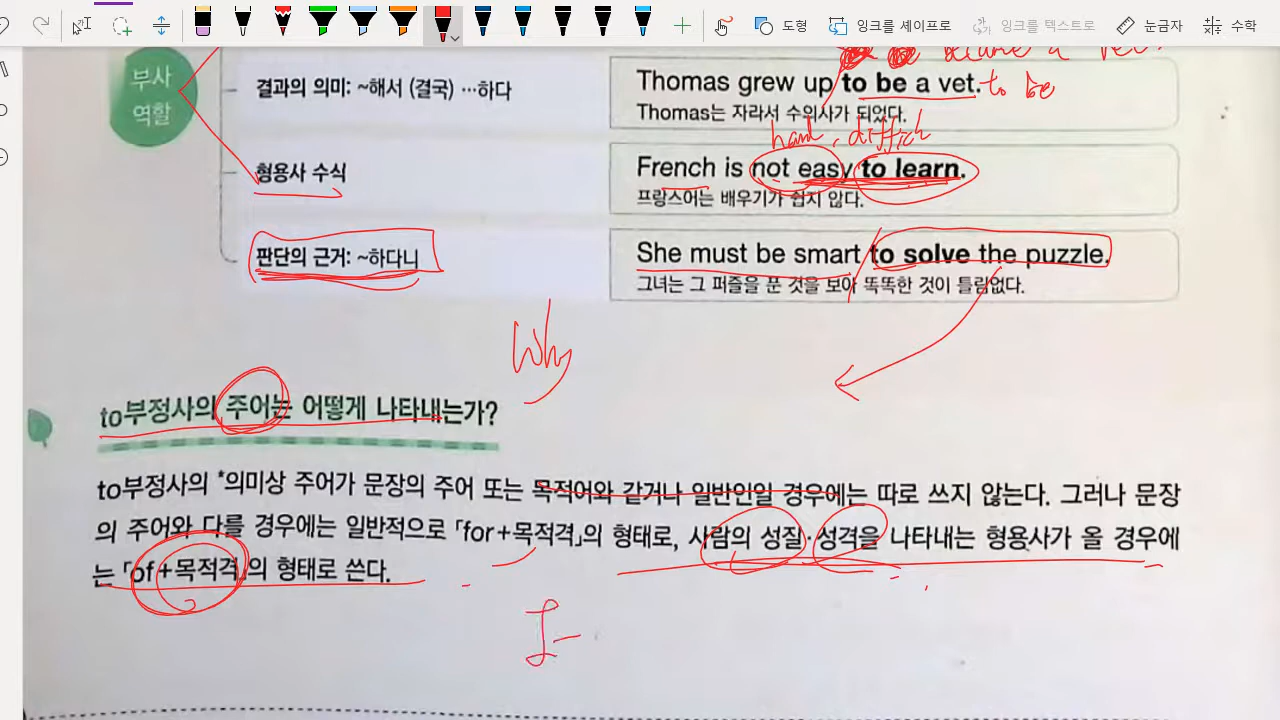 도형
잉크를 셰이프로
잉크를 텍스트로
눈금자
수학
became a vet.
부사
역할
결과의 의미: ~해서 (결국) …하다
Thomas grew up to be a vet. to be
Thomas는 자라서 수의사가 되었다.
hard, difficult
형용사 수식
French is not easy to learn.
프랑스어는 배우기가 쉽지 않다.
판단의 근거: ~하다니
She must be smart to solve the puzzle.
그녀는 그 퍼즐을 푼 것을 보아 똑똑한 것이 틀림없다.
Why
to부정사의 주어는 어떻게 나타내는가?
to부정사의 *의미상 주어가 문장의 주어 또는 목적어와 같거나 일반인일 경우에는 따로 쓰지 않는다. 그러나 문장
의 주어와 다를 경우에는 일반적으로 「for+목적격」의 형태로, 사람의 성질·성격을 나타내는 형용사가 올 경우에
는 「of+목적격」의 형태로 쓴다.
I